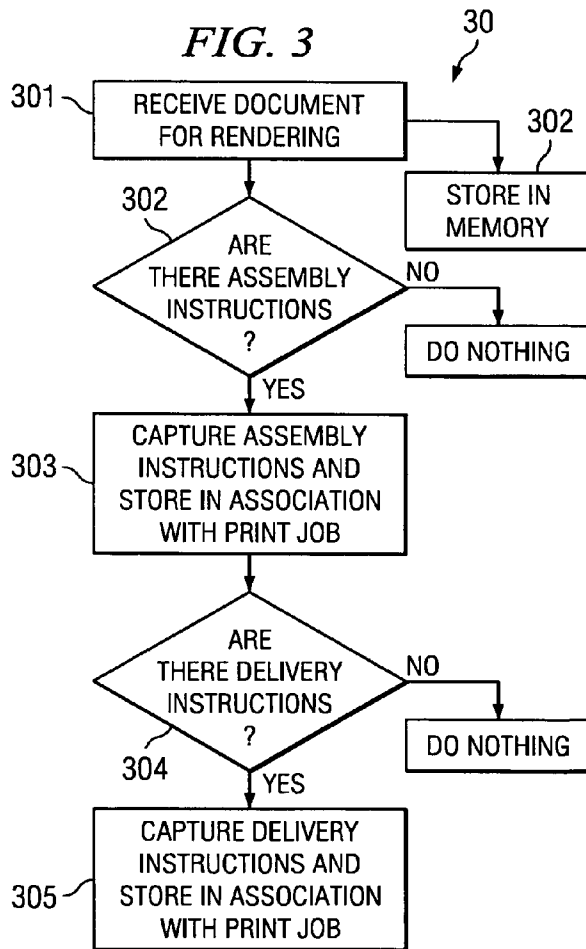 FIG. 3
30
301
RECEIVE DOCUMENT
FOR RENDERING
302
STORE IN
MEMORY
302
ARE
THERE ASSEMBLY
INSTRUCTIONS
?
NO
DO NOTHING
YES
303
CAPTURE ASSEMBLY
INSTRUCTIONS AND
STORE IN ASSOCIATION
WITH PRINT JOB
ARE
THERE DELIVERY
INSTRUCTIONS
?
NO
DO NOTHING
304
YES
305
CAPTURE DELIVERY
INSTRUCTIONS AND
STORE IN ASSOCIATION
WITH PRINT JOB